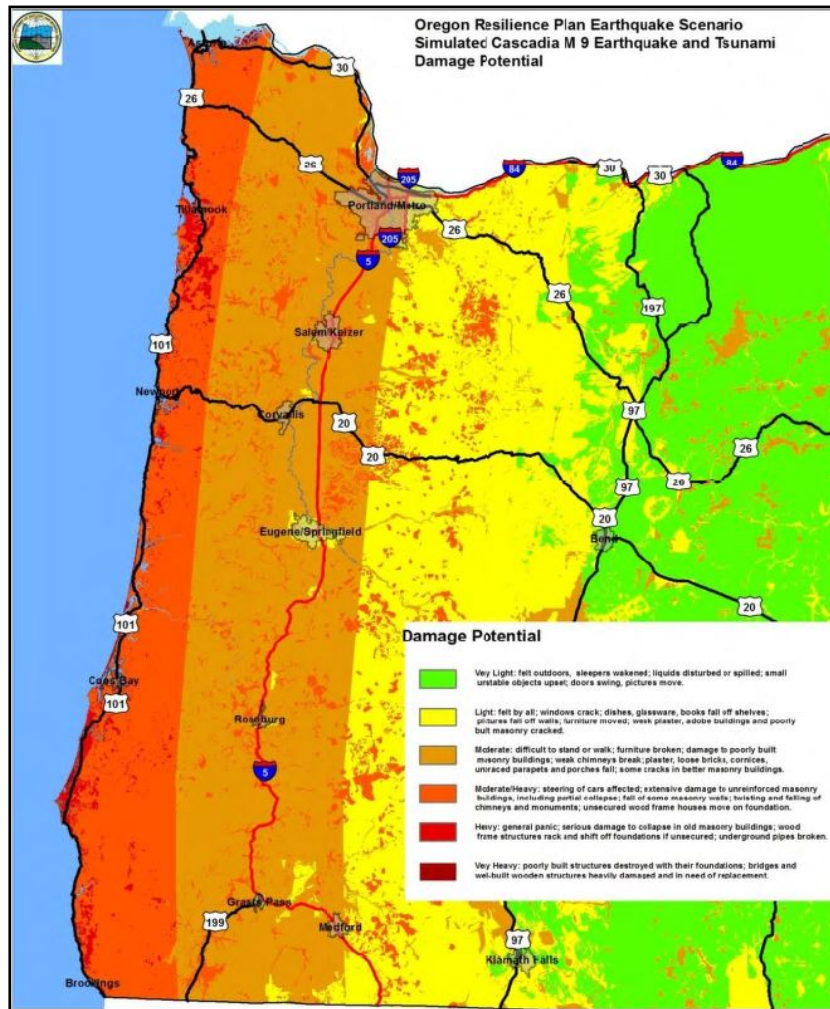 Oregon Resilience Plan Earthquake Scenario
Simulated Cascadia M 9 Earthquake and Tsunami
Damage Potential
30
26
26
205
84
30
30
84
Tillamook
Portland/Metro
205
26
5
26
197
Salem Keizer
101
97
Newport
Corvallis
20
20
26
20
97
20
Eugene/Springfield
Bend
20
101
Damage Potential
Very Light: felt outdoors, sleepers wakened; liquids disturbed or spilled; small
unstable objects upset; doors swing, pictures move.
Coos Bay
101
Light: felt by all; windows crack; dishes, glassware, books fall off shelves;
pictures fall off walls; furniture moved; weak plaster, adobe buildings and poorly
built masonry cracked.
Roseburg
Moderate: difficult to stand or walk; furniture broken; damage to poorly built
masonry buildings; weak chimneys break; plaster, loose bricks, cornices,
unbraced parapets and porches fall; some cracks in better masonry buildings.
5
Moderate/Heavy: steering of cars affected; extensive damage to unreinforced masonry
buildings, including partial collapse; fall of some masonry walls; twisting and falling of
chimneys and monuments; unsecured wood frame houses move on foundation.
Heavy: general panic; serious damage to collapse in old masonry buildings; wood
frame structures rack and shift off foundations if unsecured; underground pipes broken.
Very Heavy: poorly built structures destroyed with their foundations; bridges and
well-built wooden structures heavily damaged and in need of replacement.
Grants Pass
199
Medford
97
Klamath Falls
Brookings